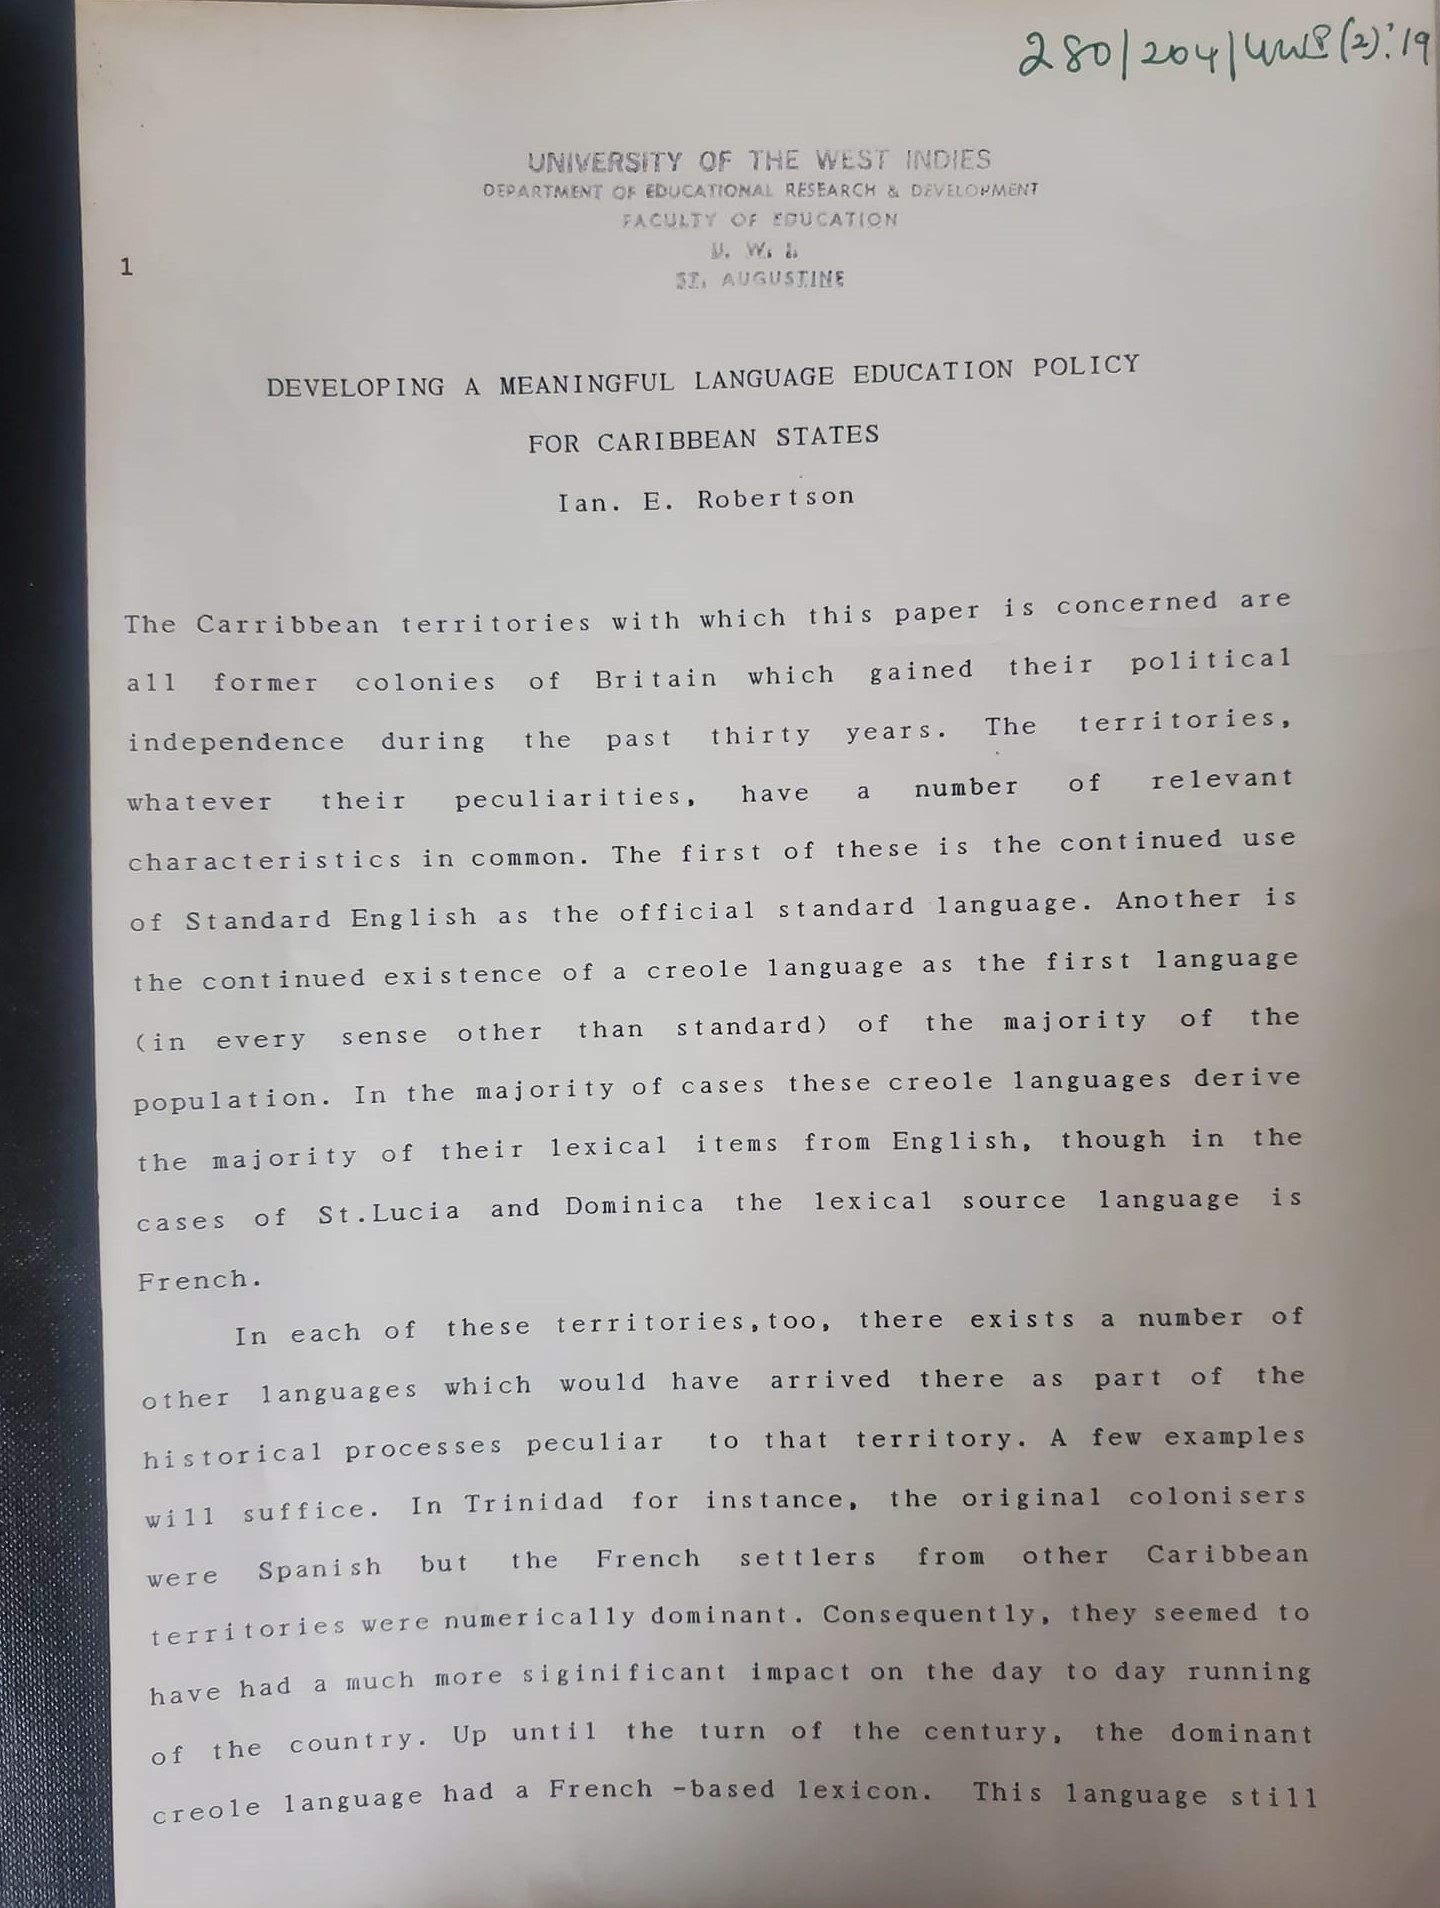 280/204/UWP(2):'19
UNIVERSITY OF THE WEST INDIES
DEPARTMENT OF EDUCATIONAL RESEARCH & DEVELOPMENT
FACULTY OF EDUCATION
U. W. I.
ST. AUGUSTINE
1
DEVELOPING A MEANINGFUL LANGUAGE EDUCATION POLICY
FOR CARIBBEAN STATES
Ian. E. Robertson
The Carribbean territories with which this paper is concerned are
all former colonies of Britain which gained their political
independence during the past thirty years. The territories,
whatever their peculiarities, have a number of relevant
characteristics in common. The first of these is the continued use
of Standard English as the official standard language. Another is
the continued existence of a creole language as the first language
(in every sense other than standard) of the majority of the
population. In the majority of cases these creole languages derive
the majority of their lexical items from English, though in the
cases of St.Lucia and Dominica the lexical source language is
French.
In each of these territories,too, there exists a number of
other languages which would have arrived there as part of the
historical processes peculiar to that territory. A few examples
will suffice. In Trinidad for instance, the original colonisers
were Spanish but the French settlers from other Caribbean
territories were numerically dominant. Consequently, they seemed to
have had a much more siginificant impact on the day to day running
of the country. Up until the turn of the century, the dominant
creole language had a French -based lexicon. This language still